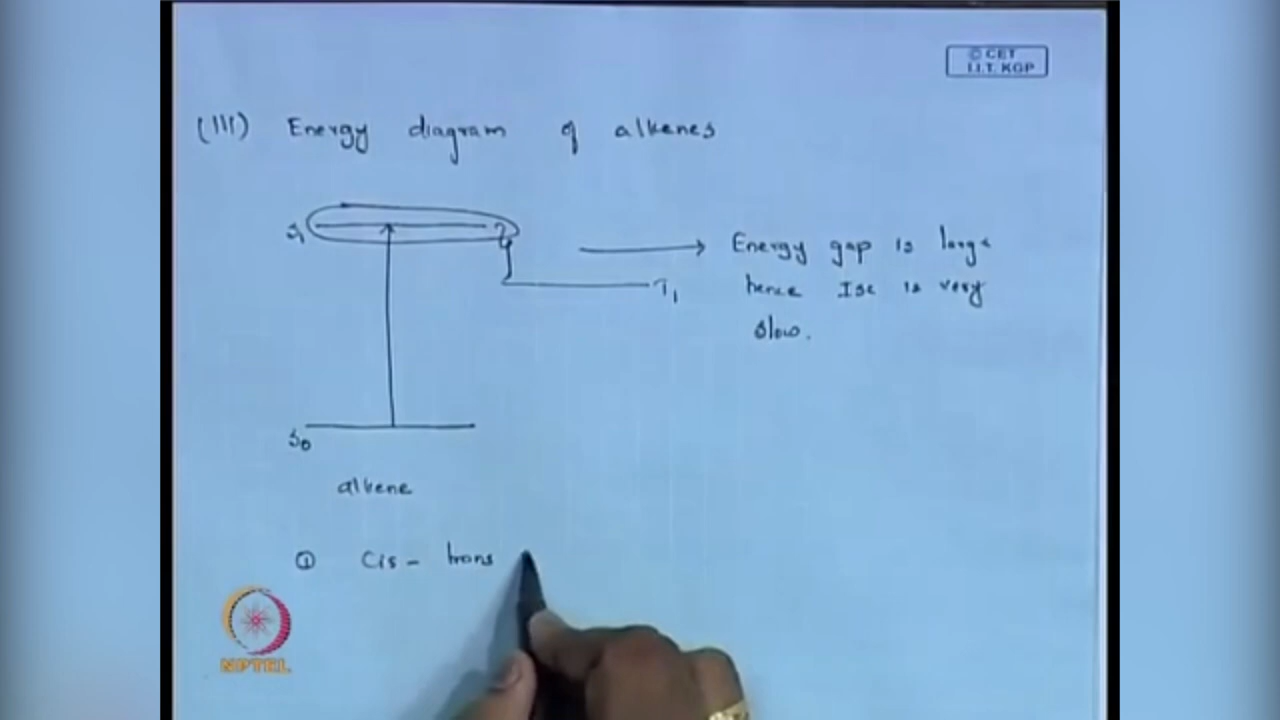 © CET
I.I.T. KGP
(III) Energy diagram of alkenes
S₁
Energy gap is large
hence Isc is very
slow.
T₁
S₀
alkene
① Cis - trans
NPTEL